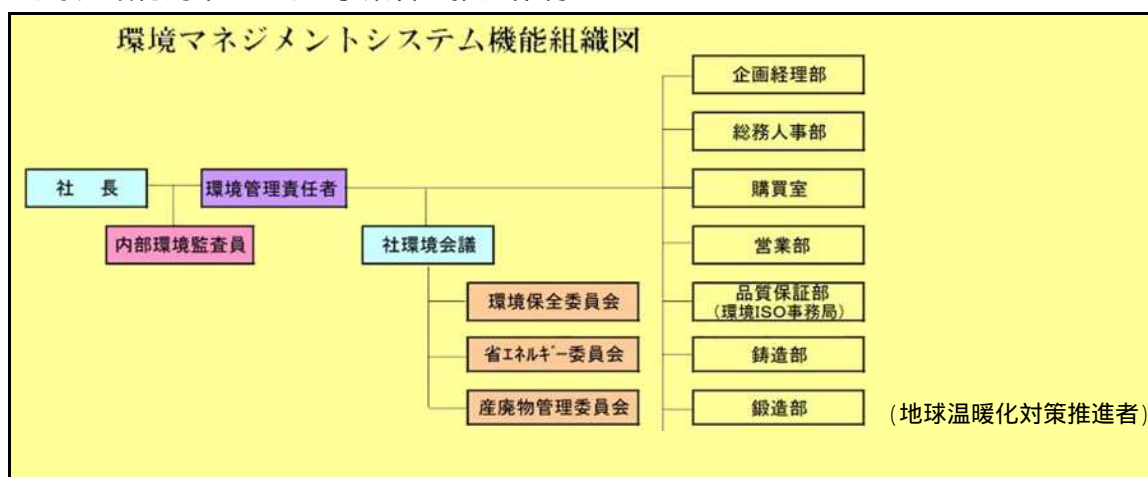 環境マネジメントシステム機能組織図
企画経理部
総務人事部
社　長
環境管理責任者
購買室
内部環境監査員
社環境会議
営業部
環境保全委員会
品質保証部
（環境ISO事務局）
省エネルギー委員会
鋳造部
産廃物管理委員会
鍛造部
（地球温暖化対策推進者）